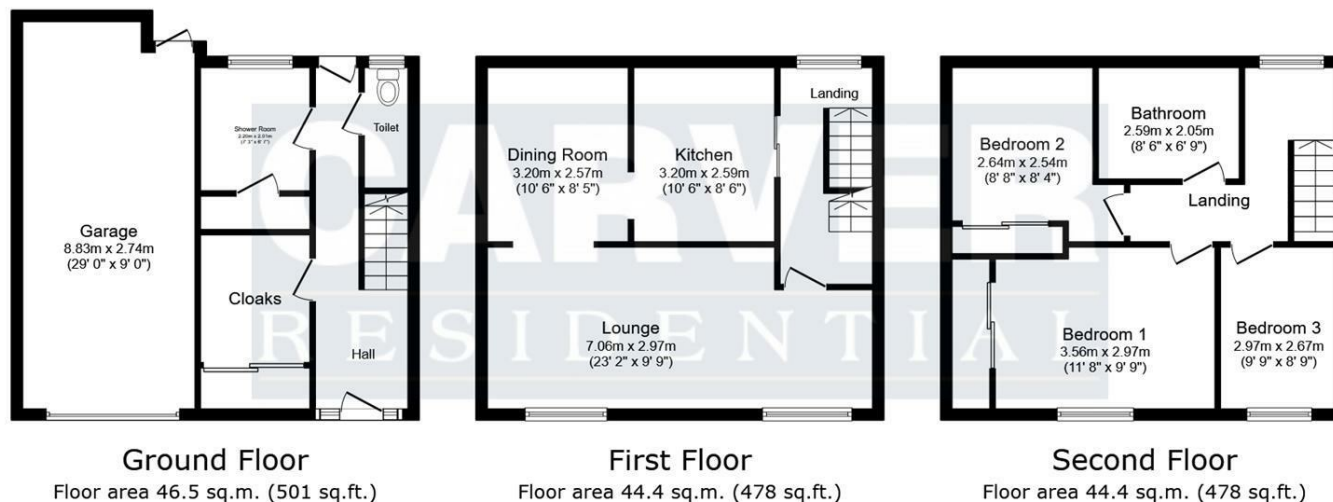 Garage
8.83m x 2.74m
(29' 0" x 9' 0")
Shower Room
Toilet
Cloaks
Hall
Ground Floor
Floor area 46.5 sq.m. (501 sq.ft.)
Dining Room
3.20m x 2.57m
(10' 6" x 8' 5")
Kitchen
3.20m x 2.59m
(10' 6" x 8' 6")
Landing
Lounge
7.06m x 2.97m
(23' 2" x 9' 9")
First Floor
Floor area 44.4 sq.m. (478 sq.ft.)
Bedroom 2
2.64m x 2.54m
(8' 8" x 8' 4")
Bathroom
2.59m x 2.05m
(8' 6" x 6' 9")
Landing
Bedroom 1
3.56m x 2.97m
(11' 8" x 9' 9")
Bedroom 3
2.97m x 2.67m
(9' 9" x 8' 9")
Second Floor
Floor area 44.4 sq.m. (478 sq.ft.)
CARVER
RESIDENTIAL